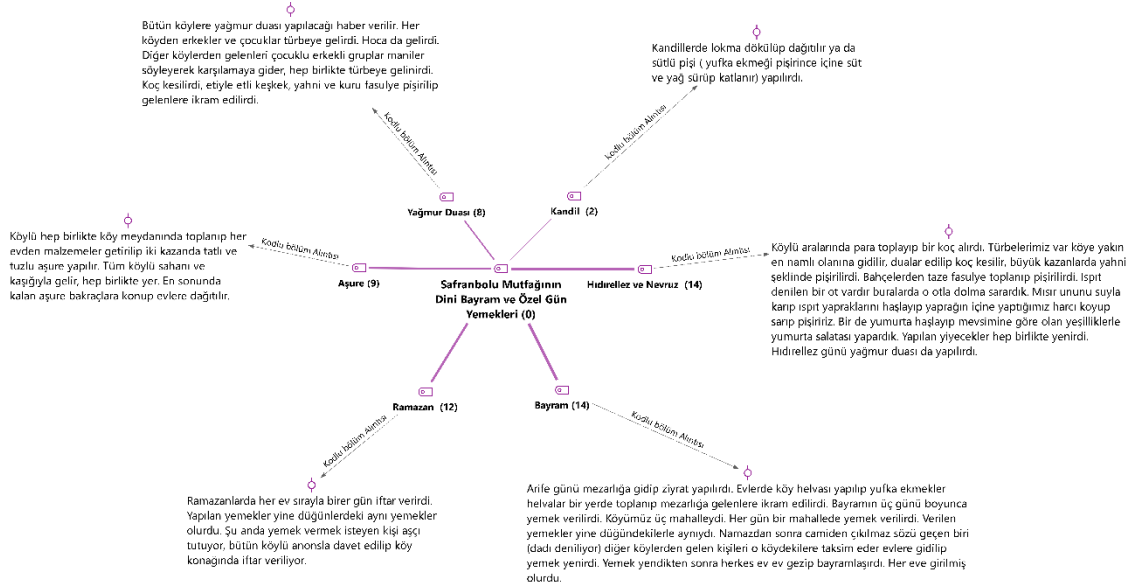 Bütün köylere yağmur duası yapılacağı haber verilir. Her
köyden erkekler ve çocuklar türbeye gelirdi. Hoca da gelirdi.
Diğer köylerden gelenleri çocuklu erkekli gruplar maniler
söyleyerek karşılamaya gider, hep birlikte türbeye gelinirdi.
Koç kesilirdi, etiyle etli keşkek, yahni ve kuru fasulye pişirilip
gelenlere ikram edilirdi.
Kandillerde lokma dökülüp dağıtılır ya da
sütlü pişi ( yufka ekmeği pişirince içine süt
ve yağ sürüp katlanır) yapılırdı.
Kodlu bölüm Alıntısı
Kodlu bölüm Alıntısı
Yağmur Duası (8)
Kandil (2)
Köylü hep birlikte köy meydanında toplanıp her
evden malzemeler getirilip iki kazanda tatlı ve
tuzlu aşure yapılır. Tüm köylü sahanı ve
kaşığıyla gelir, hep birlikte yer. En sonunda
kalan aşure bakraçlara konup evlere dağıtılır.
Kodlu bölüm Alıntısı
Aşure (9)
Safranbolu Mutfağının
Dini Bayram ve Özel Gün
Yemekleri (0)
Kodlu bölüm Alıntısı
Hıdırellez ve Nevruz (14)
Köylü aralarında para toplayıp bir koç alırdı. Türbelerimiz var köye yakın
en namlı olanına gidilir, dualar edilip koç kesilir, büyük kazanlarda yahni
şeklinde pişirilirdi. Bahçelerden taze fasulye toplanıp pişirilirdi. Ispıt
denilen bir ot vardır buralarda o otla dolma sarardık. Mısır ununu suyla
karıp ıspıt yapraklarını haşlayıp yaprağın içine yaptığımız harcı koyup
sarıp pişiririz. Bir de yumurta haşlayıp mevsimine göre olan yeşilliklerle
yumurta salatası yapardık. Yapılan yiyecekler hep birlikte yenirdi.
Hıdırellez günü yağmur duası da yapılırdı.
Ramazan (12)
Bayram (14)
Kodlu bölüm Alıntısı
Kodlu bölüm Alıntısı
Ramazanlarda her ev sırayla birer gün iftar verirdi.
Yapılan yemekler yine düğünlerdeki aynı yemekler
olurdu. Şu anda yemek vermek isteyen kişi aşçı
tutuyor, bütün köylü anonsla davet edilip köy
konağında iftar veriliyor.
Arife günü mezarlığa gidip ziyrat yapılırdı. Evlerde köy helvası yapılıp yufka ekmekler
helvalar bir yerde toplanıp mezarlığa gelenlere ikram edilirdi. Bayramın üç günü boyunca
yemek verilirdi. Köyümüz üç mahalleydi. Her gün bir mahallede yemek verilirdi. Verilen
yemekler yine düğündekilerle aynıydı. Namazdan sonra camiden çıkılmaz sözü geçen biri
(dadı deniliyor) diğer köylerden gelen kişileri o köydekilere taksim eder evlere gidilip
yemek yenirdi. Yemek yendikten sonra herkes ev ev gezip bayramlaşırdı. Her eve girilmiş
olurdu.